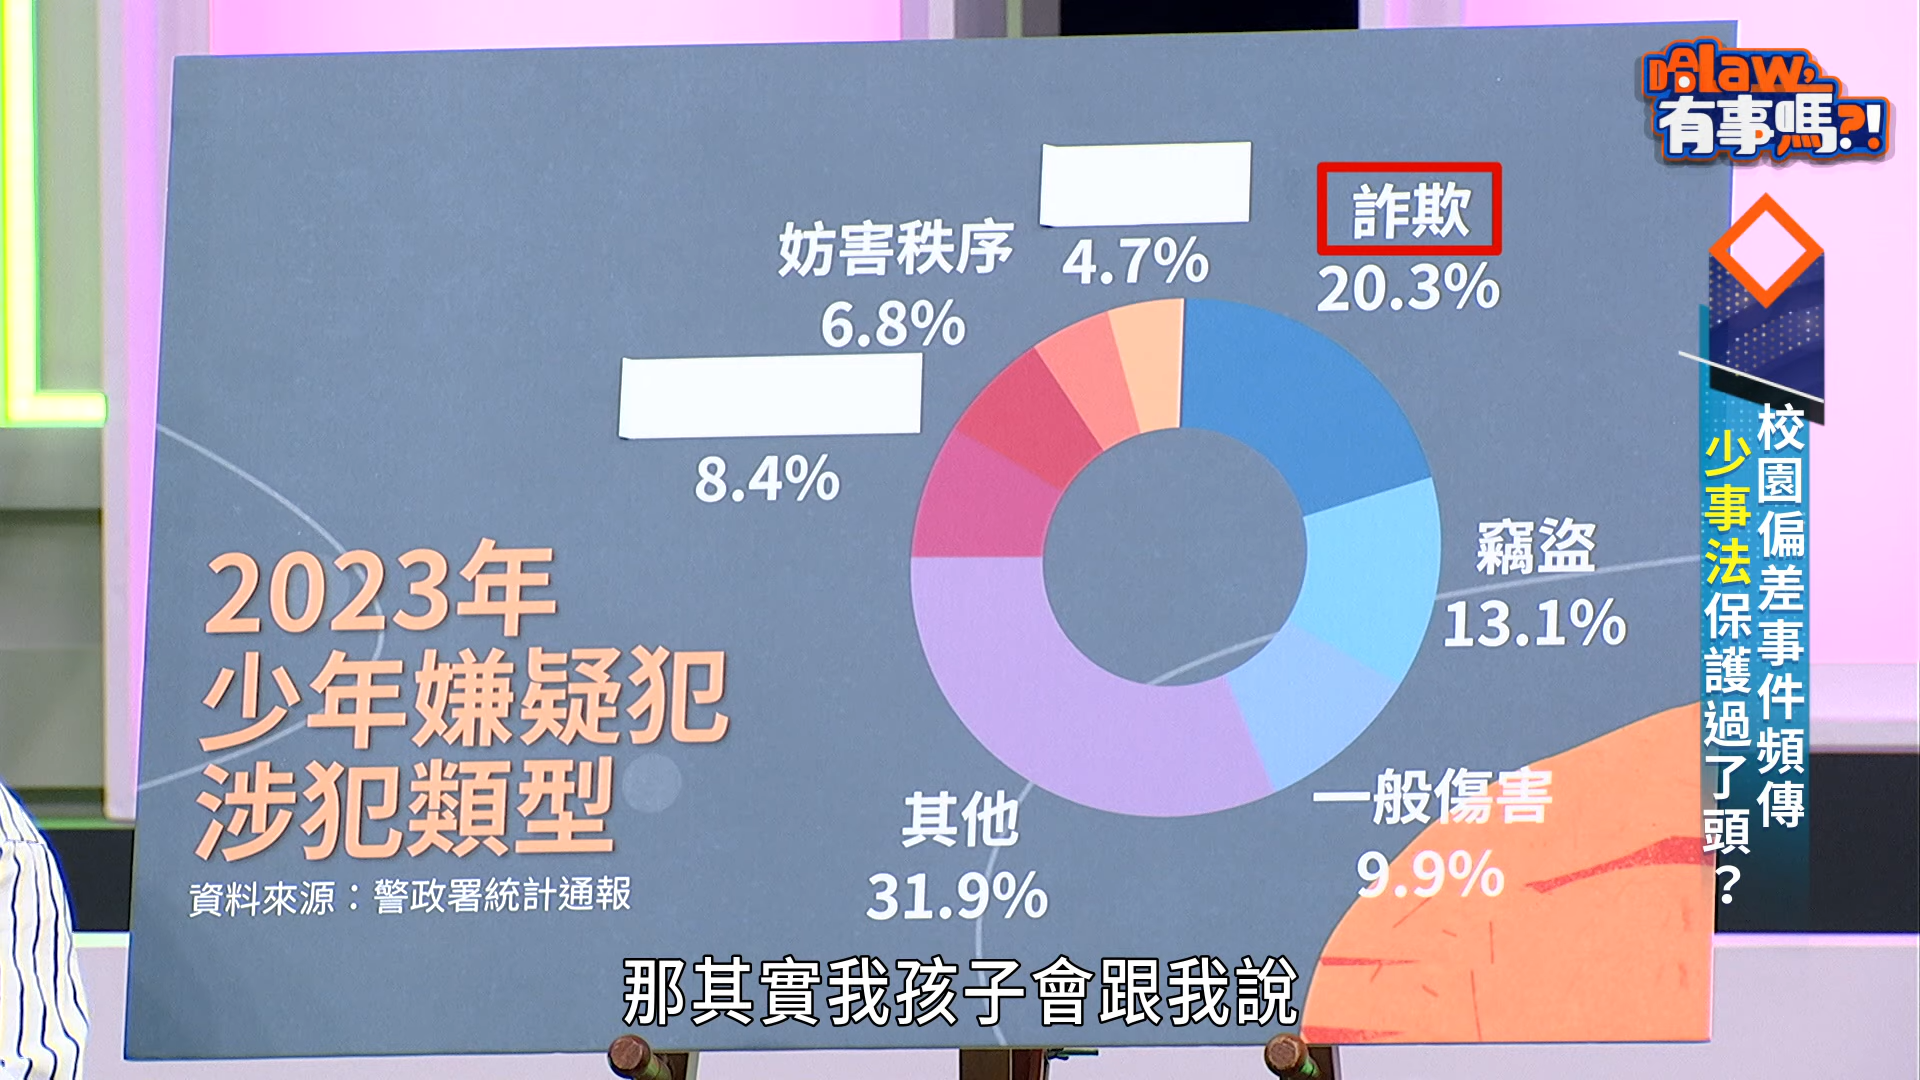 哈law,
有事嗎?!
4.7%
詐欺
20.3%
妨害秩序
6.8%
8.4%
竊盜
13.1%
一般傷害
9.9%
其他
31.9%
2023年
少年嫌疑犯
涉犯類型
資料來源：警政署統計通報
校園偏差事件頻傳
少事法保護過了頭？
那其實我孩子會跟我說